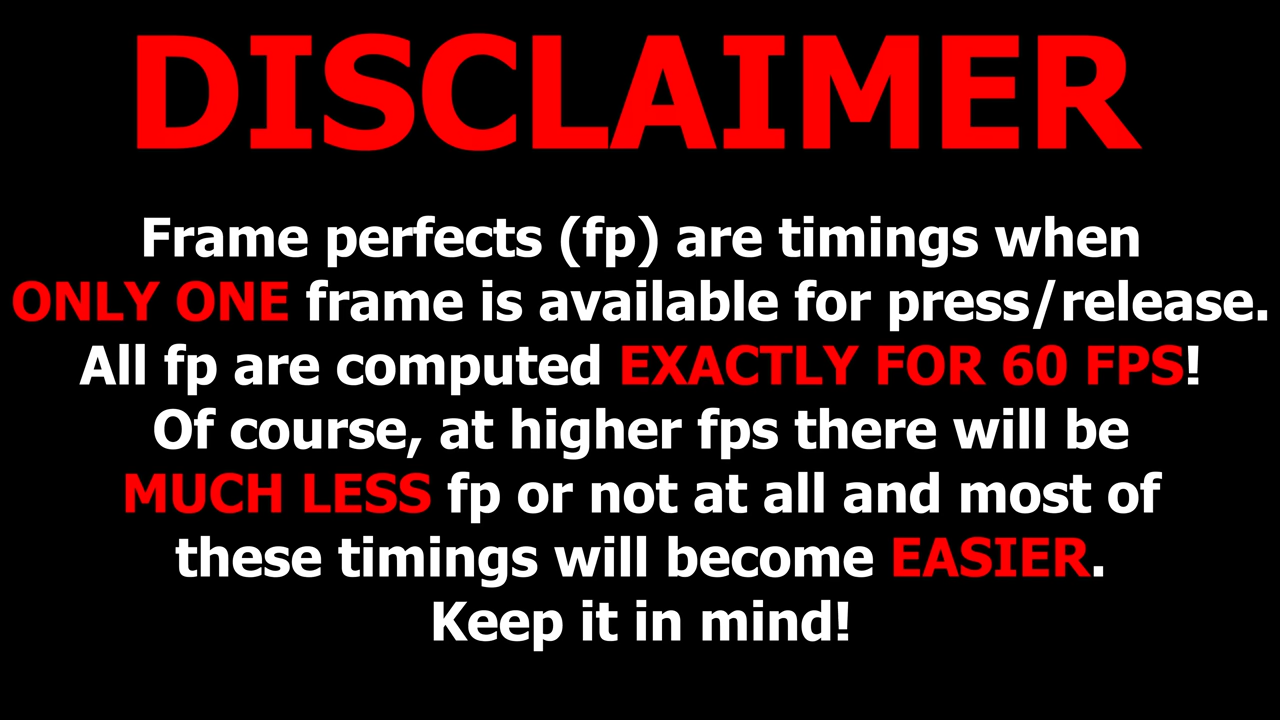 DISCLAIMER
Frame perfects (fp) are timings when
ONLY ONE frame is available for press/release.
All fp are computed EXACTLY FOR 60 FPS!
Of course, at higher fps there will be
MUCH LESS fp or not at all and most of
these timings will become EASIER.
Keep it in mind!